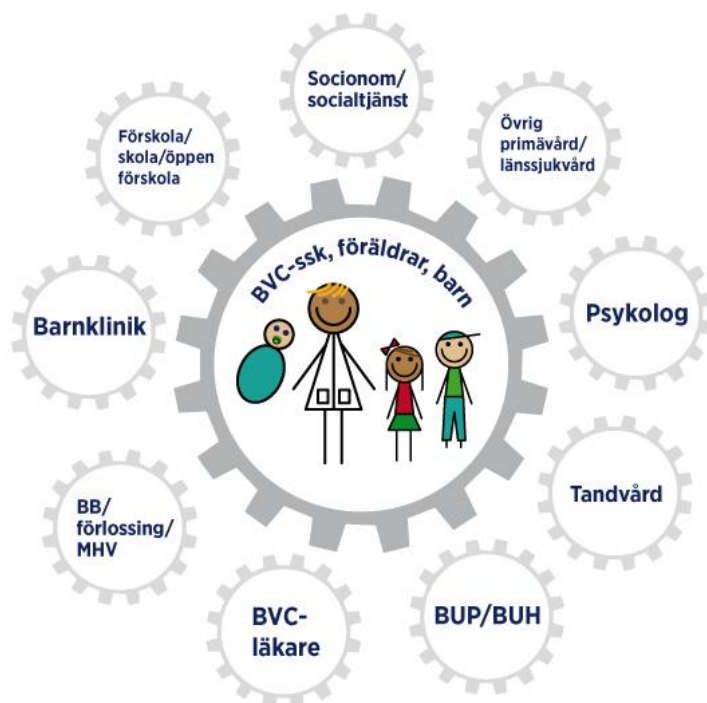 Socionom/
socialtjänst
Övrig
primävård/
länssjukvård
Förskola/
skola/öppen
förskola
BVC-ssk, föräldrar, barn
Barnklinik
Psykolog
Tandvård
BB/
förlossing/
MHV
BVC-
läkare
BUP/BUH